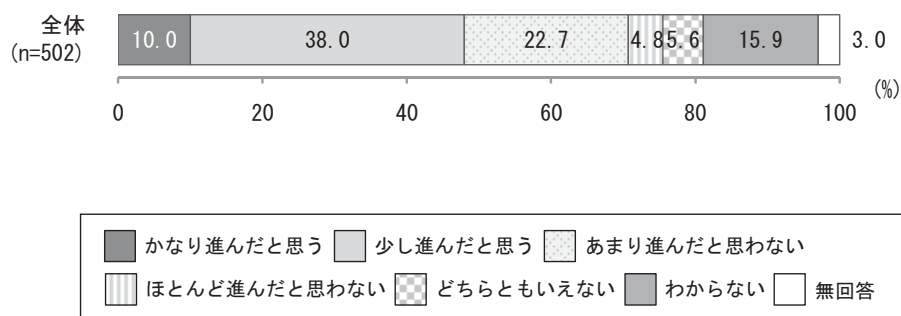 全体
(n=502)
10.0 38.0 22.7 4.8 5.6 15.9 3.0
(%)
0 20 40 60 80 100
かなり進んだと思う 少し進んだと思う あまり進んだと思わない
ほとんど進んだと思わない どちらともいえない わからない 無回答